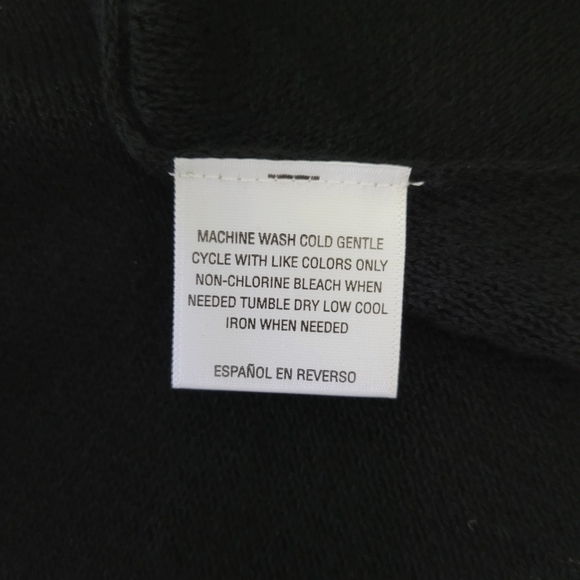 MACHINE WASH COLD GENTLE
CYCLE WITH LIKE COLORS ONLY
NON-CHLORINE BLEACH WHEN
NEEDED TUMBLE DRY LOW COOL
IRON WHEN NEEDED
ESPAÑOL EN REVERSO